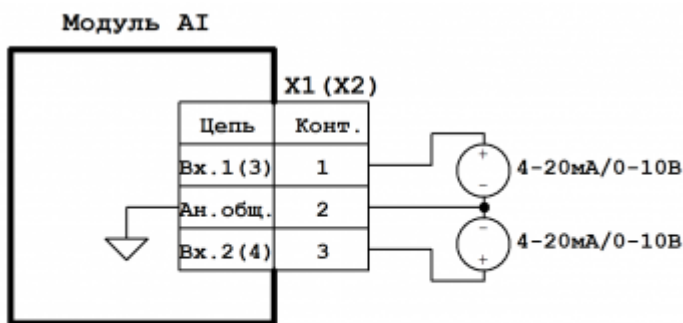 Модуль AI
X1(X2)
Цепь Конт.
Вх.1(3) 1
Ан.общ. 2
Вх.2(4) 3
+
-
4-20мА/0-10В
-
+
4-20мА/0-10В